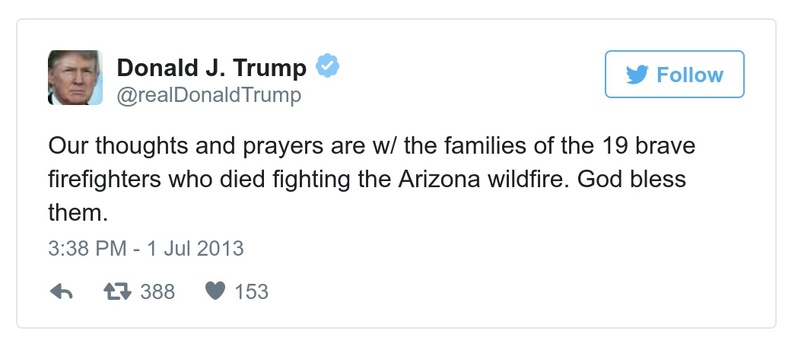 Donald J. Trump
@realDonaldTrump
Follow
Our thoughts and prayers are w/ the families of the 19 brave
firefighters who died fighting the Arizona wildfire. God bless
them.
3:38 PM - 1 Jul 2013
388
153